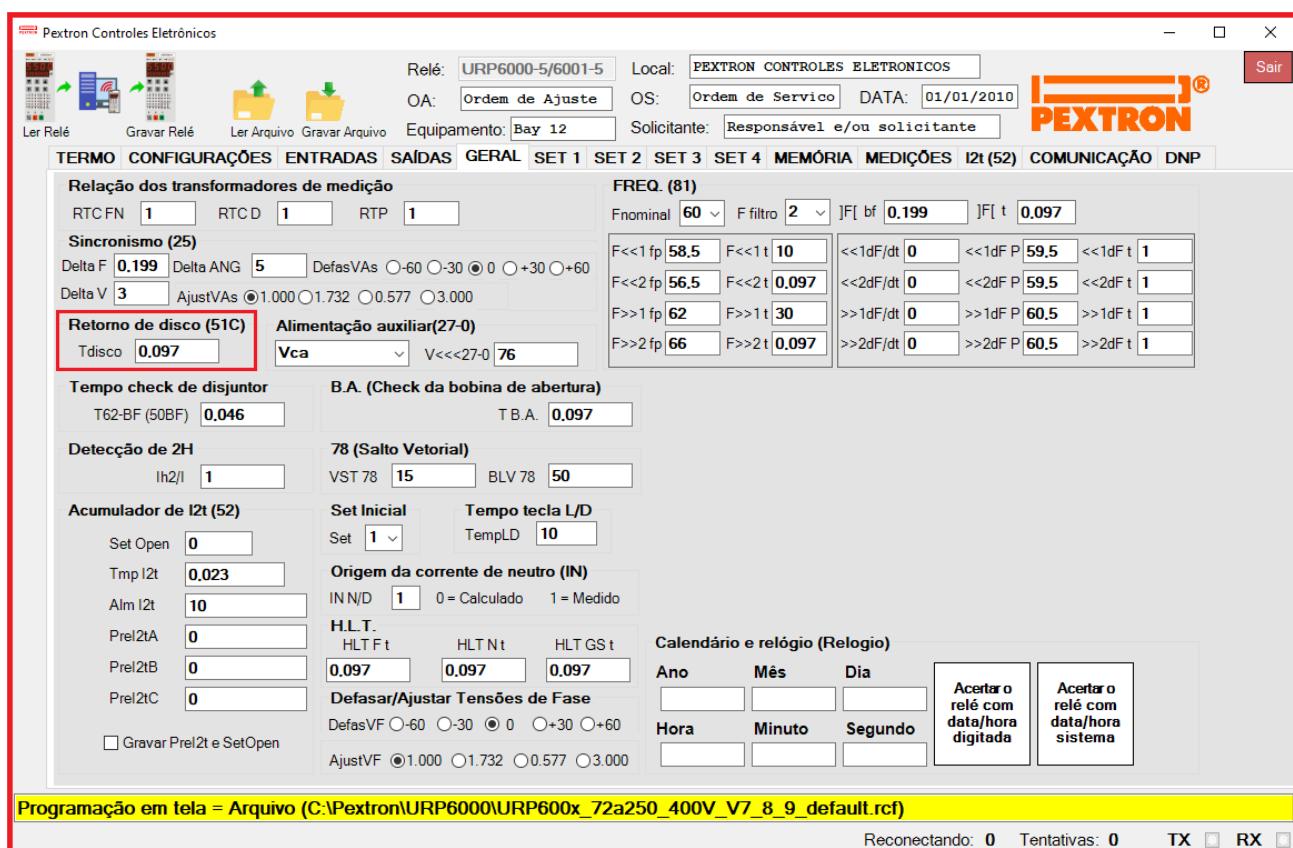 Pextron Controles Eletrônicos
Relé: URP6000-5/6001-5 Local: PEXTRON CONTROLES ELETRONICOS Sair
OA: Ordem de Ajuste OS: Ordem de Servico DATA: 01/01/2010
Ler Relé Gravar Relé Ler Arquivo Gravar Arquivo Equipamento: Bay 12 Solicitante: Responsável e/ou solicitante PEXTRON ®
TERMO CONFIGURAÇÕES ENTRADAS SAÍDAS GERAL SET 1 SET 2 SET 3 SET 4 MEMÓRIA MEDIÇÕES I2t (52) COMUNICAÇÃO DNP
Relação dos transformadores de medição
RTC FN 1 RTC D 1 RTP 1
Sincronismo (25)
Delta F 0.199 Delta ANG 5 DefasVAs -60 -30 0 +30 +60
Delta V 3 AjustVAs 1.000 1.732 0.577 3.000
Retorno de disco (51C)
Tdisco 0.097
Alimentação auxiliar(27-0)
Vca V<<<27-0 76
Tempo check de disjuntor
T62-BF (50BF) 0.046
B.A. (Check da bobina de abertura)
T B.A. 0.097
Detecção de 2H
Ih2/I 1
78 (Salto Vetorial)
VST 78 15 BLV 78 50
Acumulador de I2t (52)
Set Open 0
Tmp I2t 0.023
Alm I2t 10
PreI2tA 0
PreI2tB 0
PreI2tC 0
Gravar PreI2t e SetOpen
Set Inicial
Set 1
Tempo tecla L/D
TempLD 10
Origem da corrente de neutro (IN)
IN N/D 1 0 = Calculado 1 = Medido
H.L.T.
HLT F t HLT N t HLT GS t
0.097 0.097 0.097
Defasar/Ajustar Tensões de Fase
DefasVF -60 -30 0 +30 +60
AjustVF 1.000 1.732 0.577 3.000
FREQ. (81)
Fnominal 60 F filtro 2 ]F[ bf 0.199 ]F[ t 0.097
F<<1 fp 58.5 F<<1 t 10 <<1dF/dt 0 <<1dF P 59.5 <<1dF t 1
F<<2 fp 56.5 F<<2 t 0.097 <<2dF/dt 0 <<2dF P 59.5 <<2dF t 1
F>>1 fp 62 F>>1 t 30 >>1dF/dt 0 >>1dF P 60.5 >>1dF t 1
F>>2 fp 66 F>>2 t 0.097 >>2dF/dt 0 >>2dF P 60.5 >>2dF t 1
Calendário e relógio (Relogio)
Ano Mês Dia
Hora Minuto Segundo
Acertar o
relé com
data/hora
digitada
Acertar o
relé com
data/hora
sistema
Programação em tela = Arquivo (C:\Pextron\URP6000\URP600x_72a250_400V_V7_8_9_default.rcf)
Reconectando: 0 Tentativas: 0 TX RX